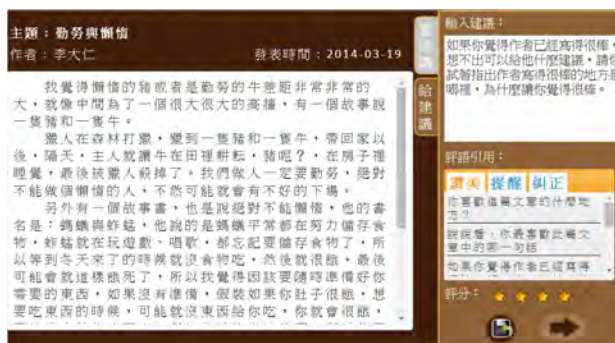 主題：勤勞與懶惰
作者：李大仁
發表時間：2014-03-19
我覺得懶惰的豬或者是勤勞的牛差距非常非常的
大，就像中間為了一個很大很大的高牆，有一個故事說
一隻豬和一隻牛。
獵人在森林打獵，獵到一隻豬和一隻牛，帶回家以
後，隔天，主人就讓牛在田裡耕耘，豬呢？，在房子裡
睡覺，最後被獵人殺掉了。我們做人一定要勤勞，絕對
不能做個懶惰的人，不然可能就會有不好的下場。
另外有一個故事書，也是說絕對不能懶惰，他的書
名是：螞蟻與蚱蜢，他說的是螞蟻平常都在努力儲存食
物，蚱蜢就在玩遊戲、唱歌，都忘記要儲存食物了，所
以等到冬天來了的時候就沒食物吃，然後就很餓，最後
可能會就這樣餓死了，所以我覺得因該要隨時準備好你
需要的東西，如果沒有準備，假裝如果你肚子很餓，想
要吃東西的時候，可能就沒東西給你吃，你就會很餓，
給建議
輸入建議：
如果你覺得作者已經寫得很棒，
想不出可以給他什麼建議，請你
試著指出作者寫得很棒的地方是
哪裡，為什麼讓你覺得很棒。
評語引用：
讚美 提醒 糾正
你喜歡這篇文章的什麼地
方？
說說看：你最喜歡此篇文
章中的哪一句話
如果你覺得作者已經寫得
評分：